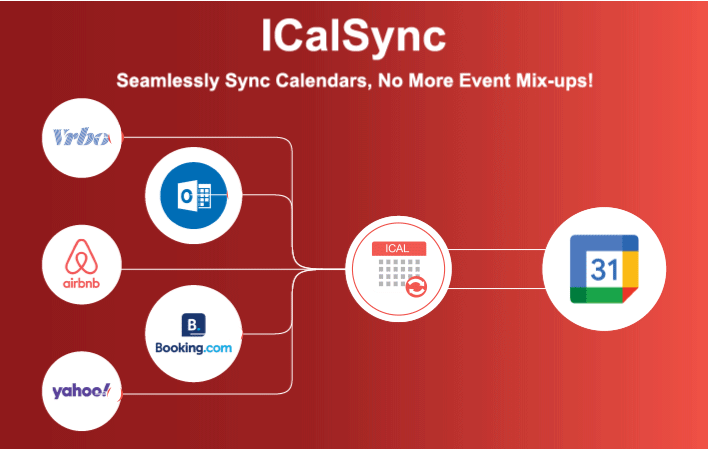 ICalSync
Seamlessly Sync Calendars, No More Event Mix-ups!
Vrbo
O
airbnb
B.
Booking.com
yahoo!
ICAL
31